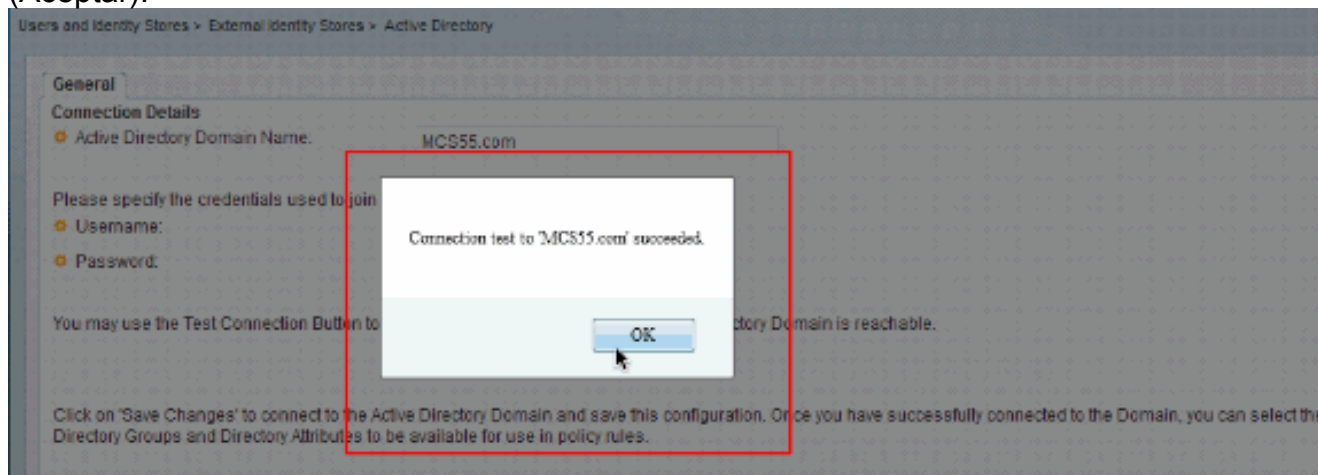 (Aceptar).
Users and Identity Stores > External Identity Stores > Active Directory
General
Connection Details
Active Directory Domain Name:
MCS55.com
Please specify the credentials used to join
Username:
Connection test to 'MCS55.com' succeeded.
Password:
You may use the Test Connection Button to ctory Domain is reachable.
OK
Click on 'Save Changes' to connect to the Active Directory Domain and save this configuration. Once you have successfully connected to the Domain, you can select the
Directory Groups and Directory Attributes to be available for use in policy rules.